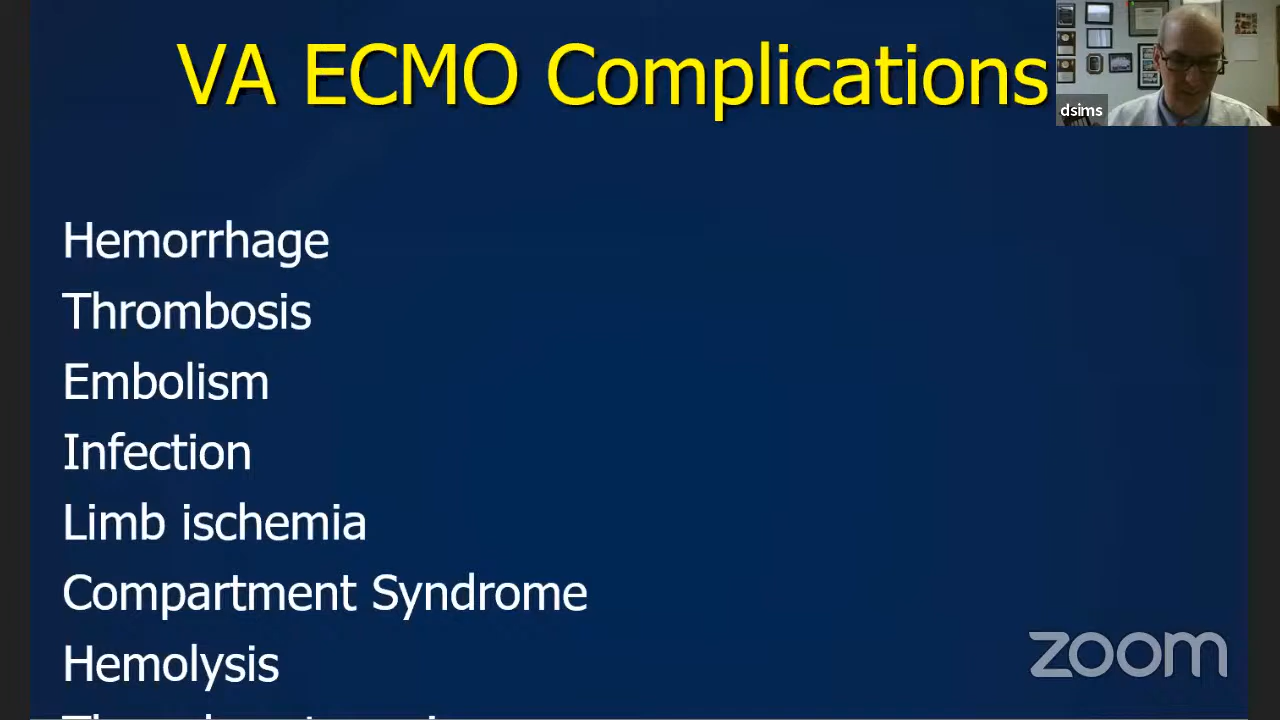 VA ECMO Complications
dsims
Hemorrhage
Thrombosis
Embolism
Infection
Limb ischemia
Compartment Syndrome
Hemolysis
zoom